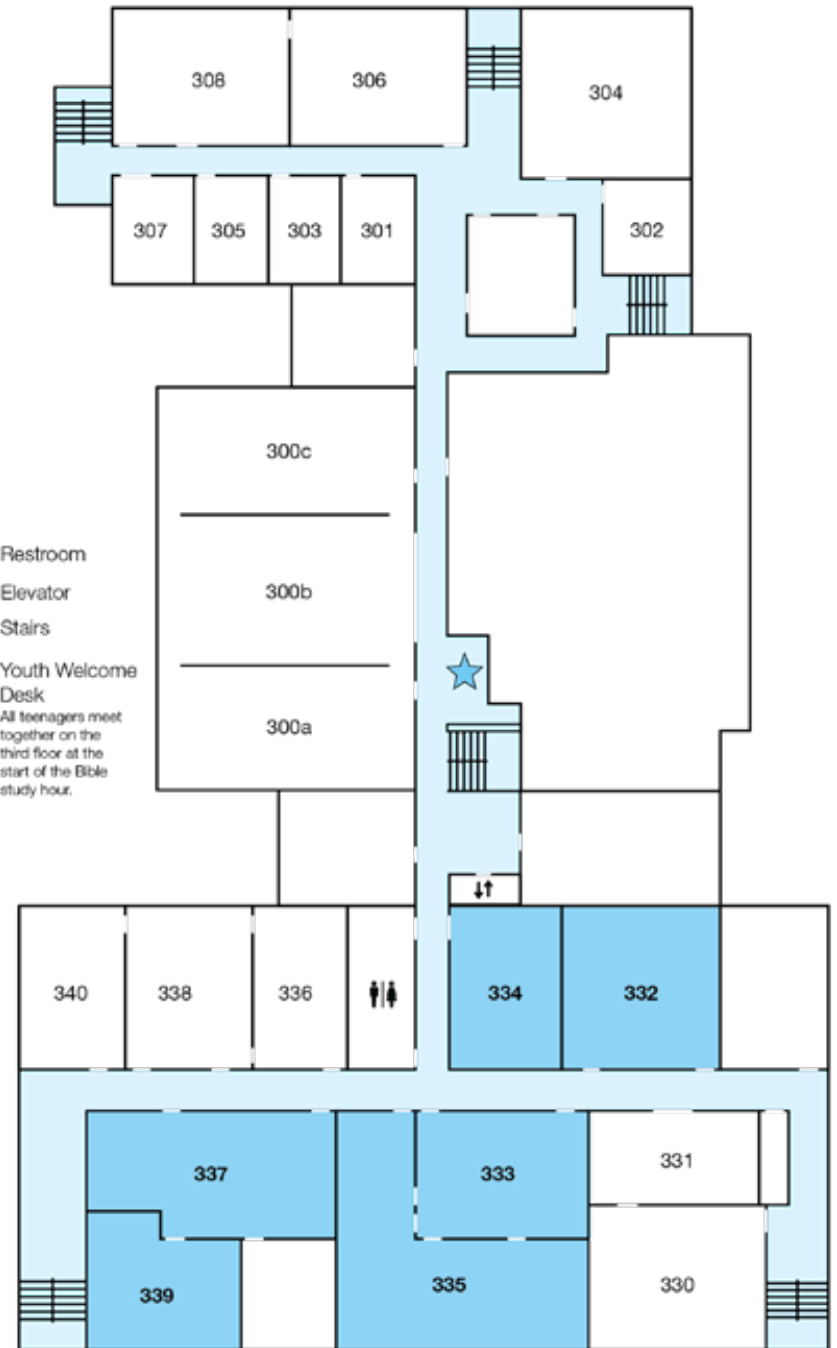 308
306
304
307
305
303
301
302
300c
Restroom
Elevator
300b
Stairs
Youth Welcome
Desk
All teenagers meet
together on the
third floor at the
start of the Bible
study hour.
300a
340
338
336
334
332
337
333
331
339
335
330